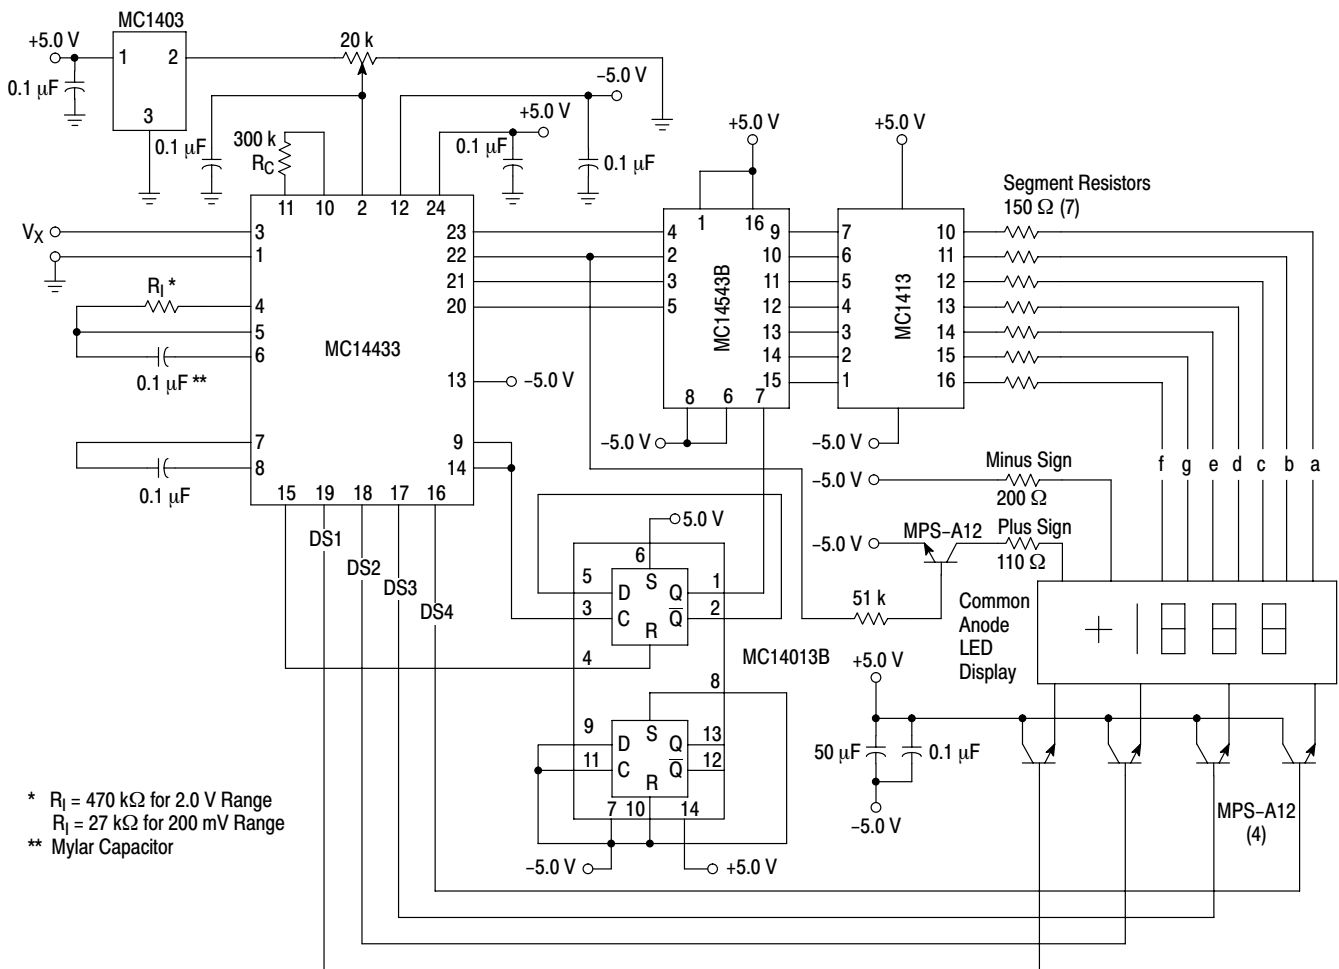 MC1403
+5.0 V
1 2
3
0.1 µF
20 k
−5.0 V
+5.0 V
0.1 µF
300 k
R_C
0.1 µF
0.1 µF
+5.0 V
+5.0 V
Segment Resistors
150 Ω (7)
11 10 2 12 24
V_X
3
1
R_I *
4
5
6
0.1 µF **
7
8
0.1 µF
MC14433
23
22
21
20
13
−5.0 V
9
14
15 19 18 17 16
DS1
DS2
DS3
DS4
1 16
4
2
3
5
MC14543B
9
10
11
12
13
14
15
8 6 7
−5.0 V
7
6
5
4
3
2
1
MC1413
10
11
12
13
14
15
16
−5.0 V
f g e d c b a
Minus Sign
−5.0 V
200 Ω
MPS−A12
Plus Sign
−5.0 V
110 Ω
51 k
Common
Anode
LED
Display
5.0 V
6
5 D S Q 1
3 C Q 2
R
4
MC14013B
8
9 D S Q 13
11 C Q 12
R
7 10 14
−5.0 V
+5.0 V
+5.0 V
50 µF
0.1 µF
−5.0 V
MPS−A12
(4)
* R_I = 470 kΩ for 2.0 V Range
R_I = 27 kΩ for 200 mV Range
** Mylar Capacitor